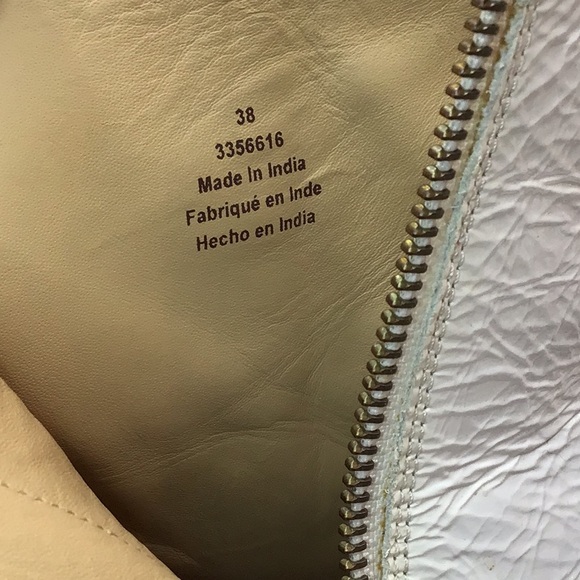 38
3356616
Made In India
Fabriqué en Inde
Hecho en India